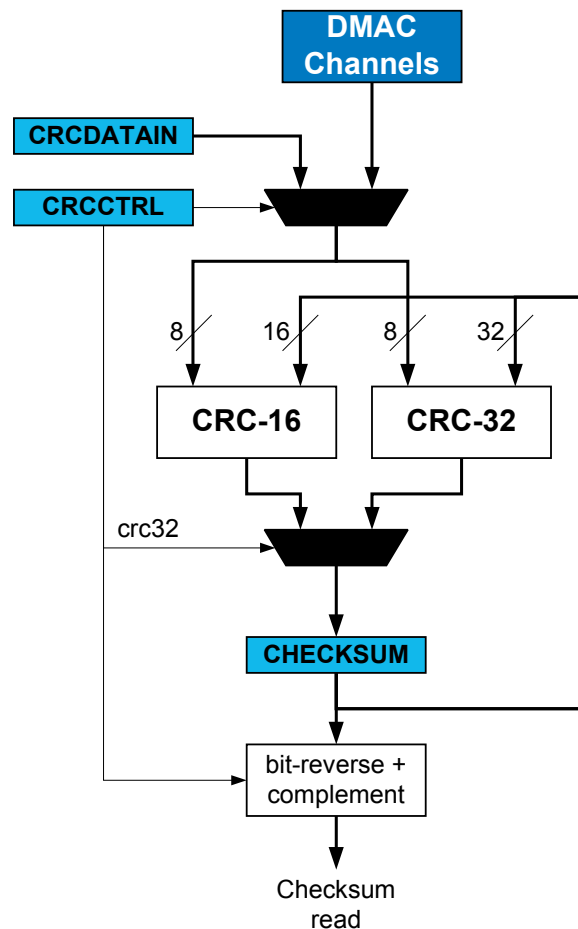 DMAC
Channels
CRCDATAIN
CRCCTRL
8
16
8
32
CRC-16
CRC-32
crc32
CHECKSUM
bit-reverse +
complement
Checksum
read